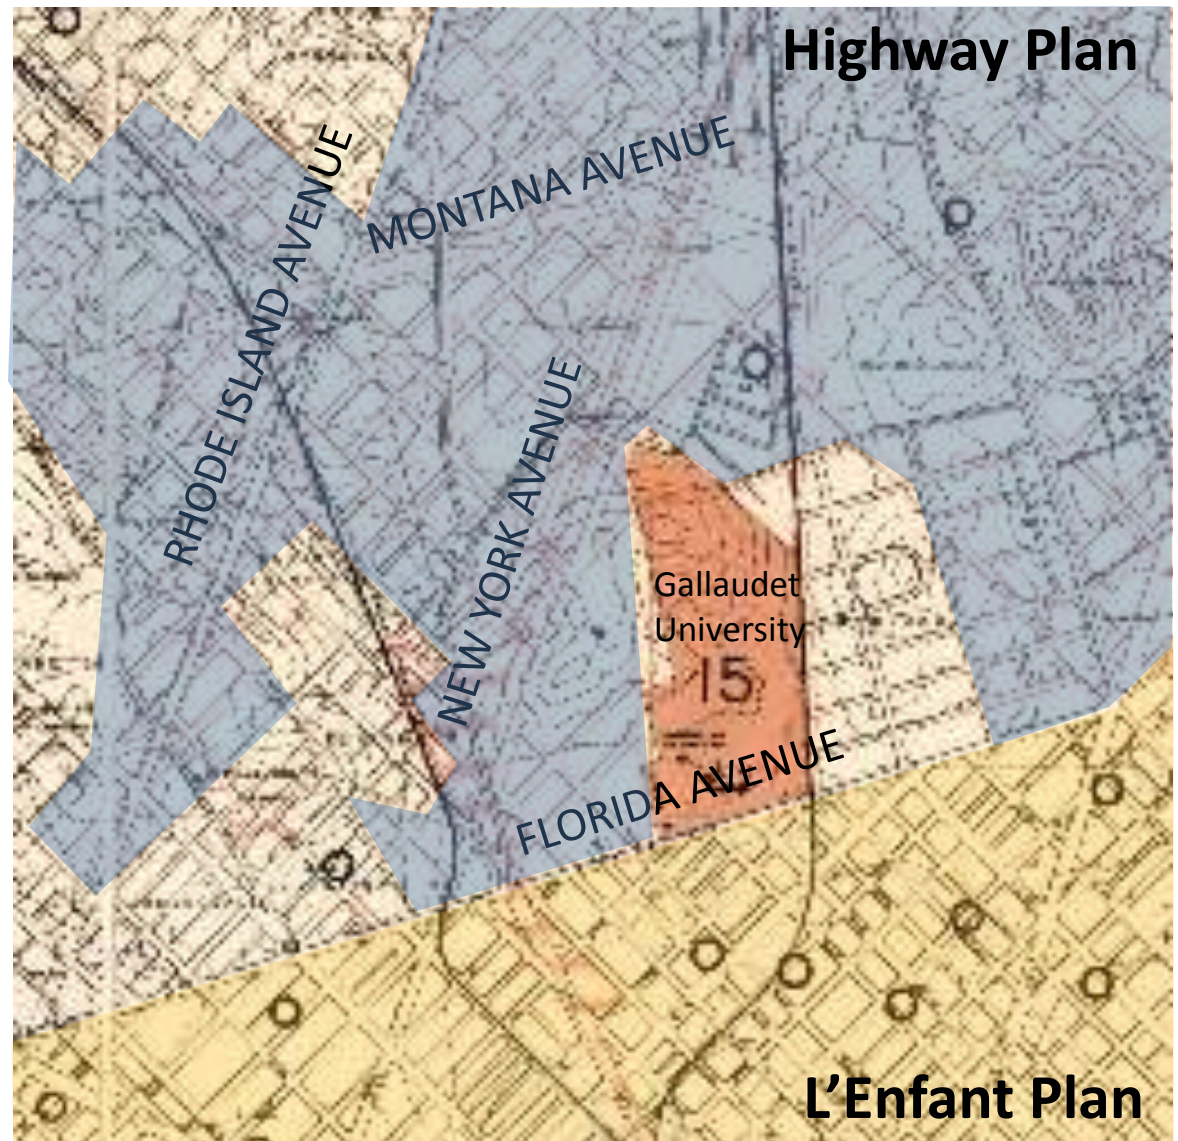 Highway Plan
MONTANA AVENUE
RHODE ISLAND AVENUE
NEW YORK AVENUE
Gallaudet
University
15
FLORIDA AVENUE
L’Enfant Plan